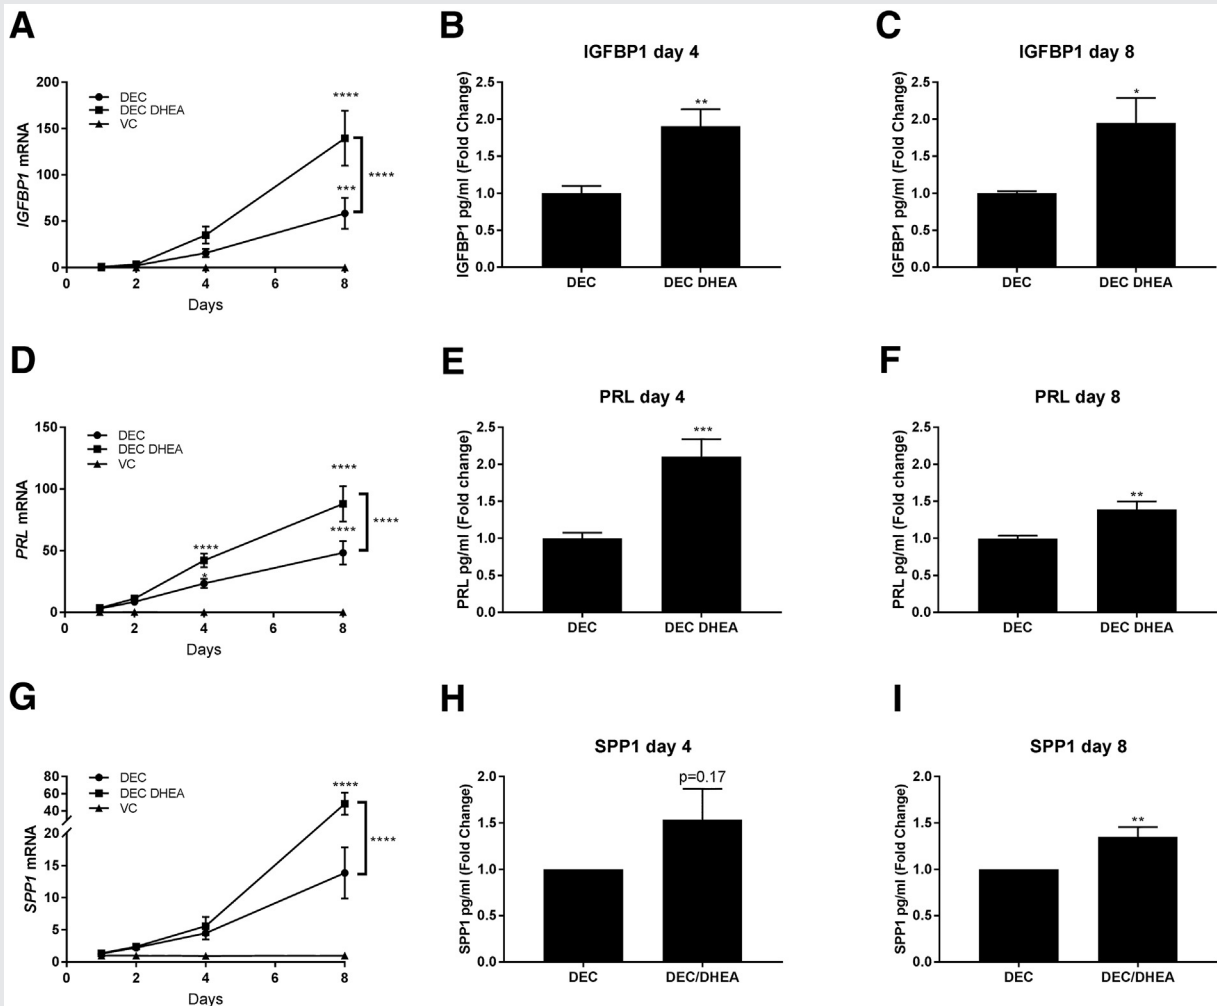 A
B
C
IGFBP1 day 4
IGFBP1 day 8
DEC
DEC DHEA
VC
IGFBP1 mRNA
200
150
100
50
0
****
***
****
0 2 4 6 8
Days
IGFBP1 pg/ml (Fold Change)
2.5
2.0
1.5
1.0
0.5
0.0
**
DEC DEC DHEA
IGFBP1 pg/ml (Fold Change)
2.5
2.0
1.5
1.0
0.5
0.0
*
DEC DEC DHEA
D
E
F
PRL day 4
PRL day 8
DEC
DEC DHEA
VC
PRL mRNA
150
100
50
0
****
****
****
****
*
0 2 4 6 8
Days
PRL pg/ml (Fold change)
2.5
2.0
1.5
1.0
0.5
0.0
***
DEC DEC DHEA
PRL pg/ml (Fold change)
2.5
2.0
1.5
1.0
0.5
0.0
**
DEC DEC DHEA
G
H
I
SPP1 day 4
SPP1 day 8
DEC
DEC DHEA
VC
SPP1 mRNA
80
60
40
20
15
10
5
0
****
****
0 2 4 6 8
Days
SPP1 pg/ml (Fold Change)
2.0
1.5
1.0
0.5
0.0
p=0.17
DEC DEC/DHEA
SPP1 pg/ml (Fold Change)
2.0
1.5
1.0
0.5
0.0
**
DEC DEC/DHEA